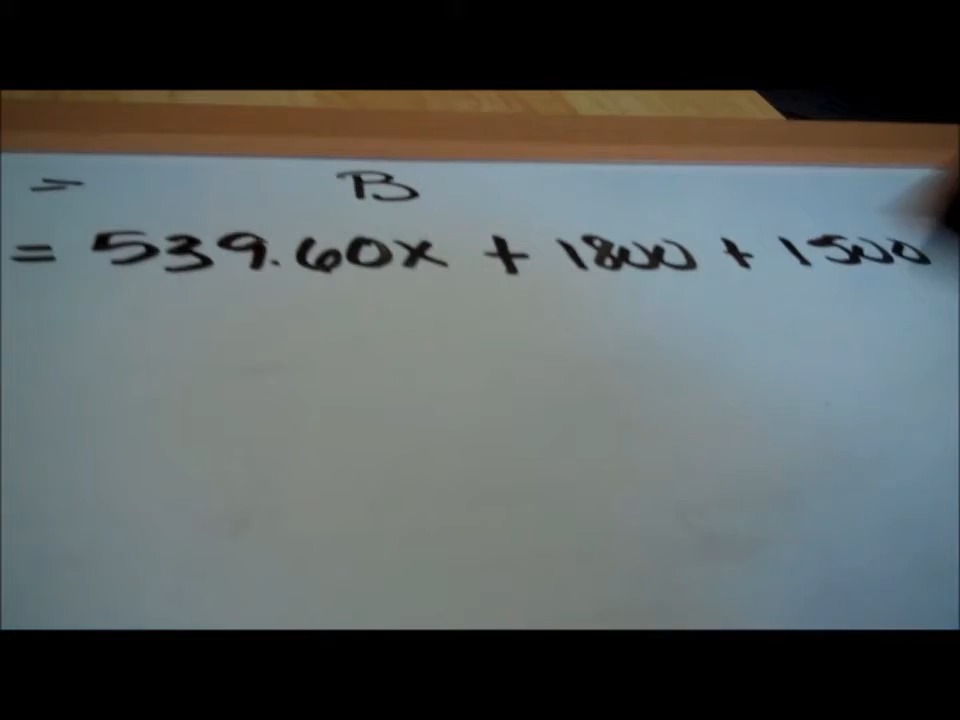 = B
= 539.60x + 1800 + 1500